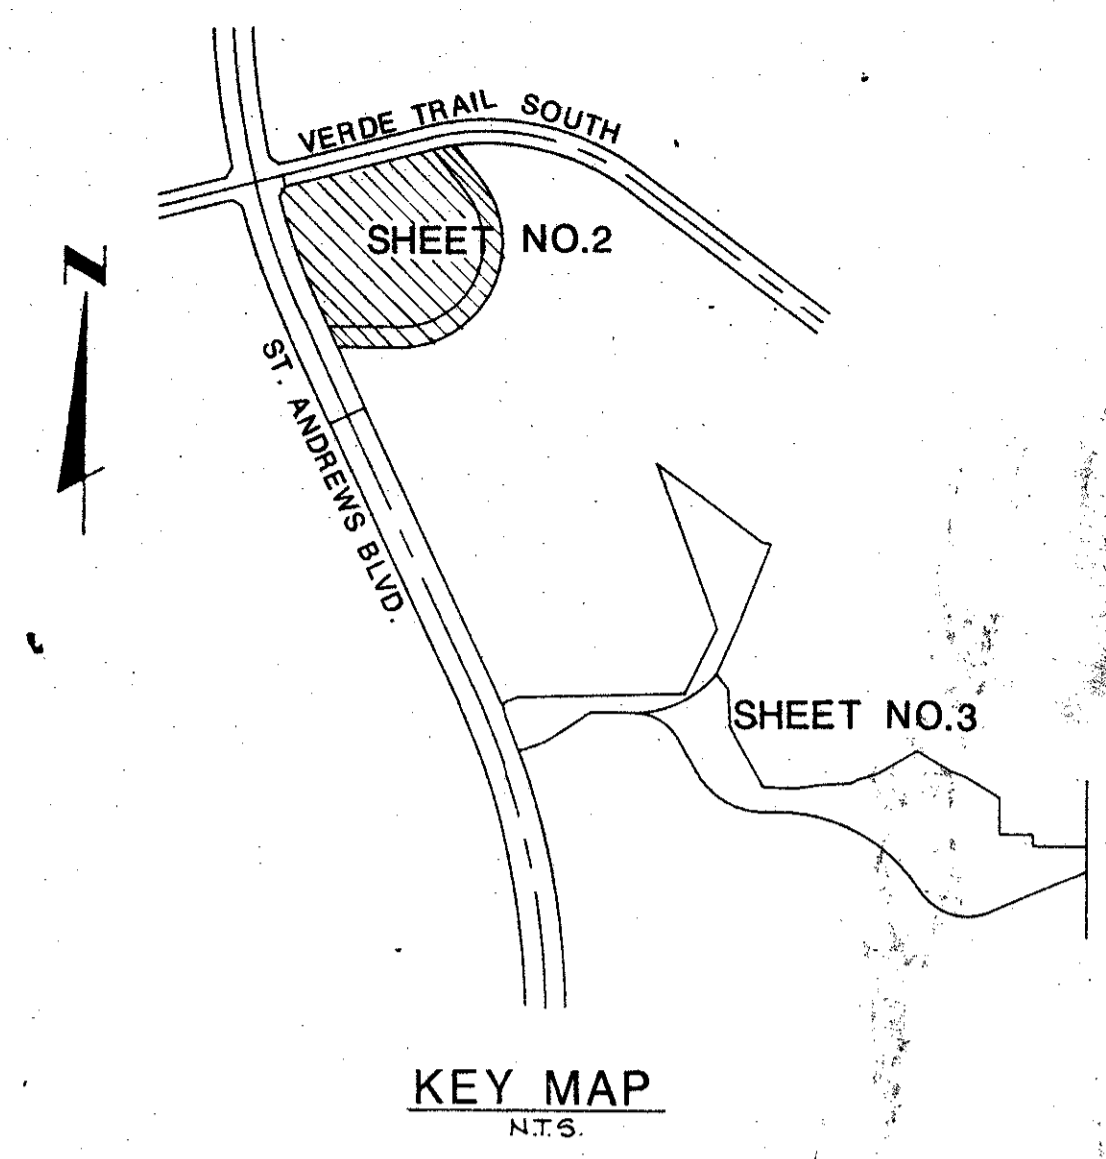 VERDE TRAIL SOUTH
SHEET NO.2
N
ST. ANDREWS BLVD.
SHEET NO.3
KEY MAP
N.T.S.